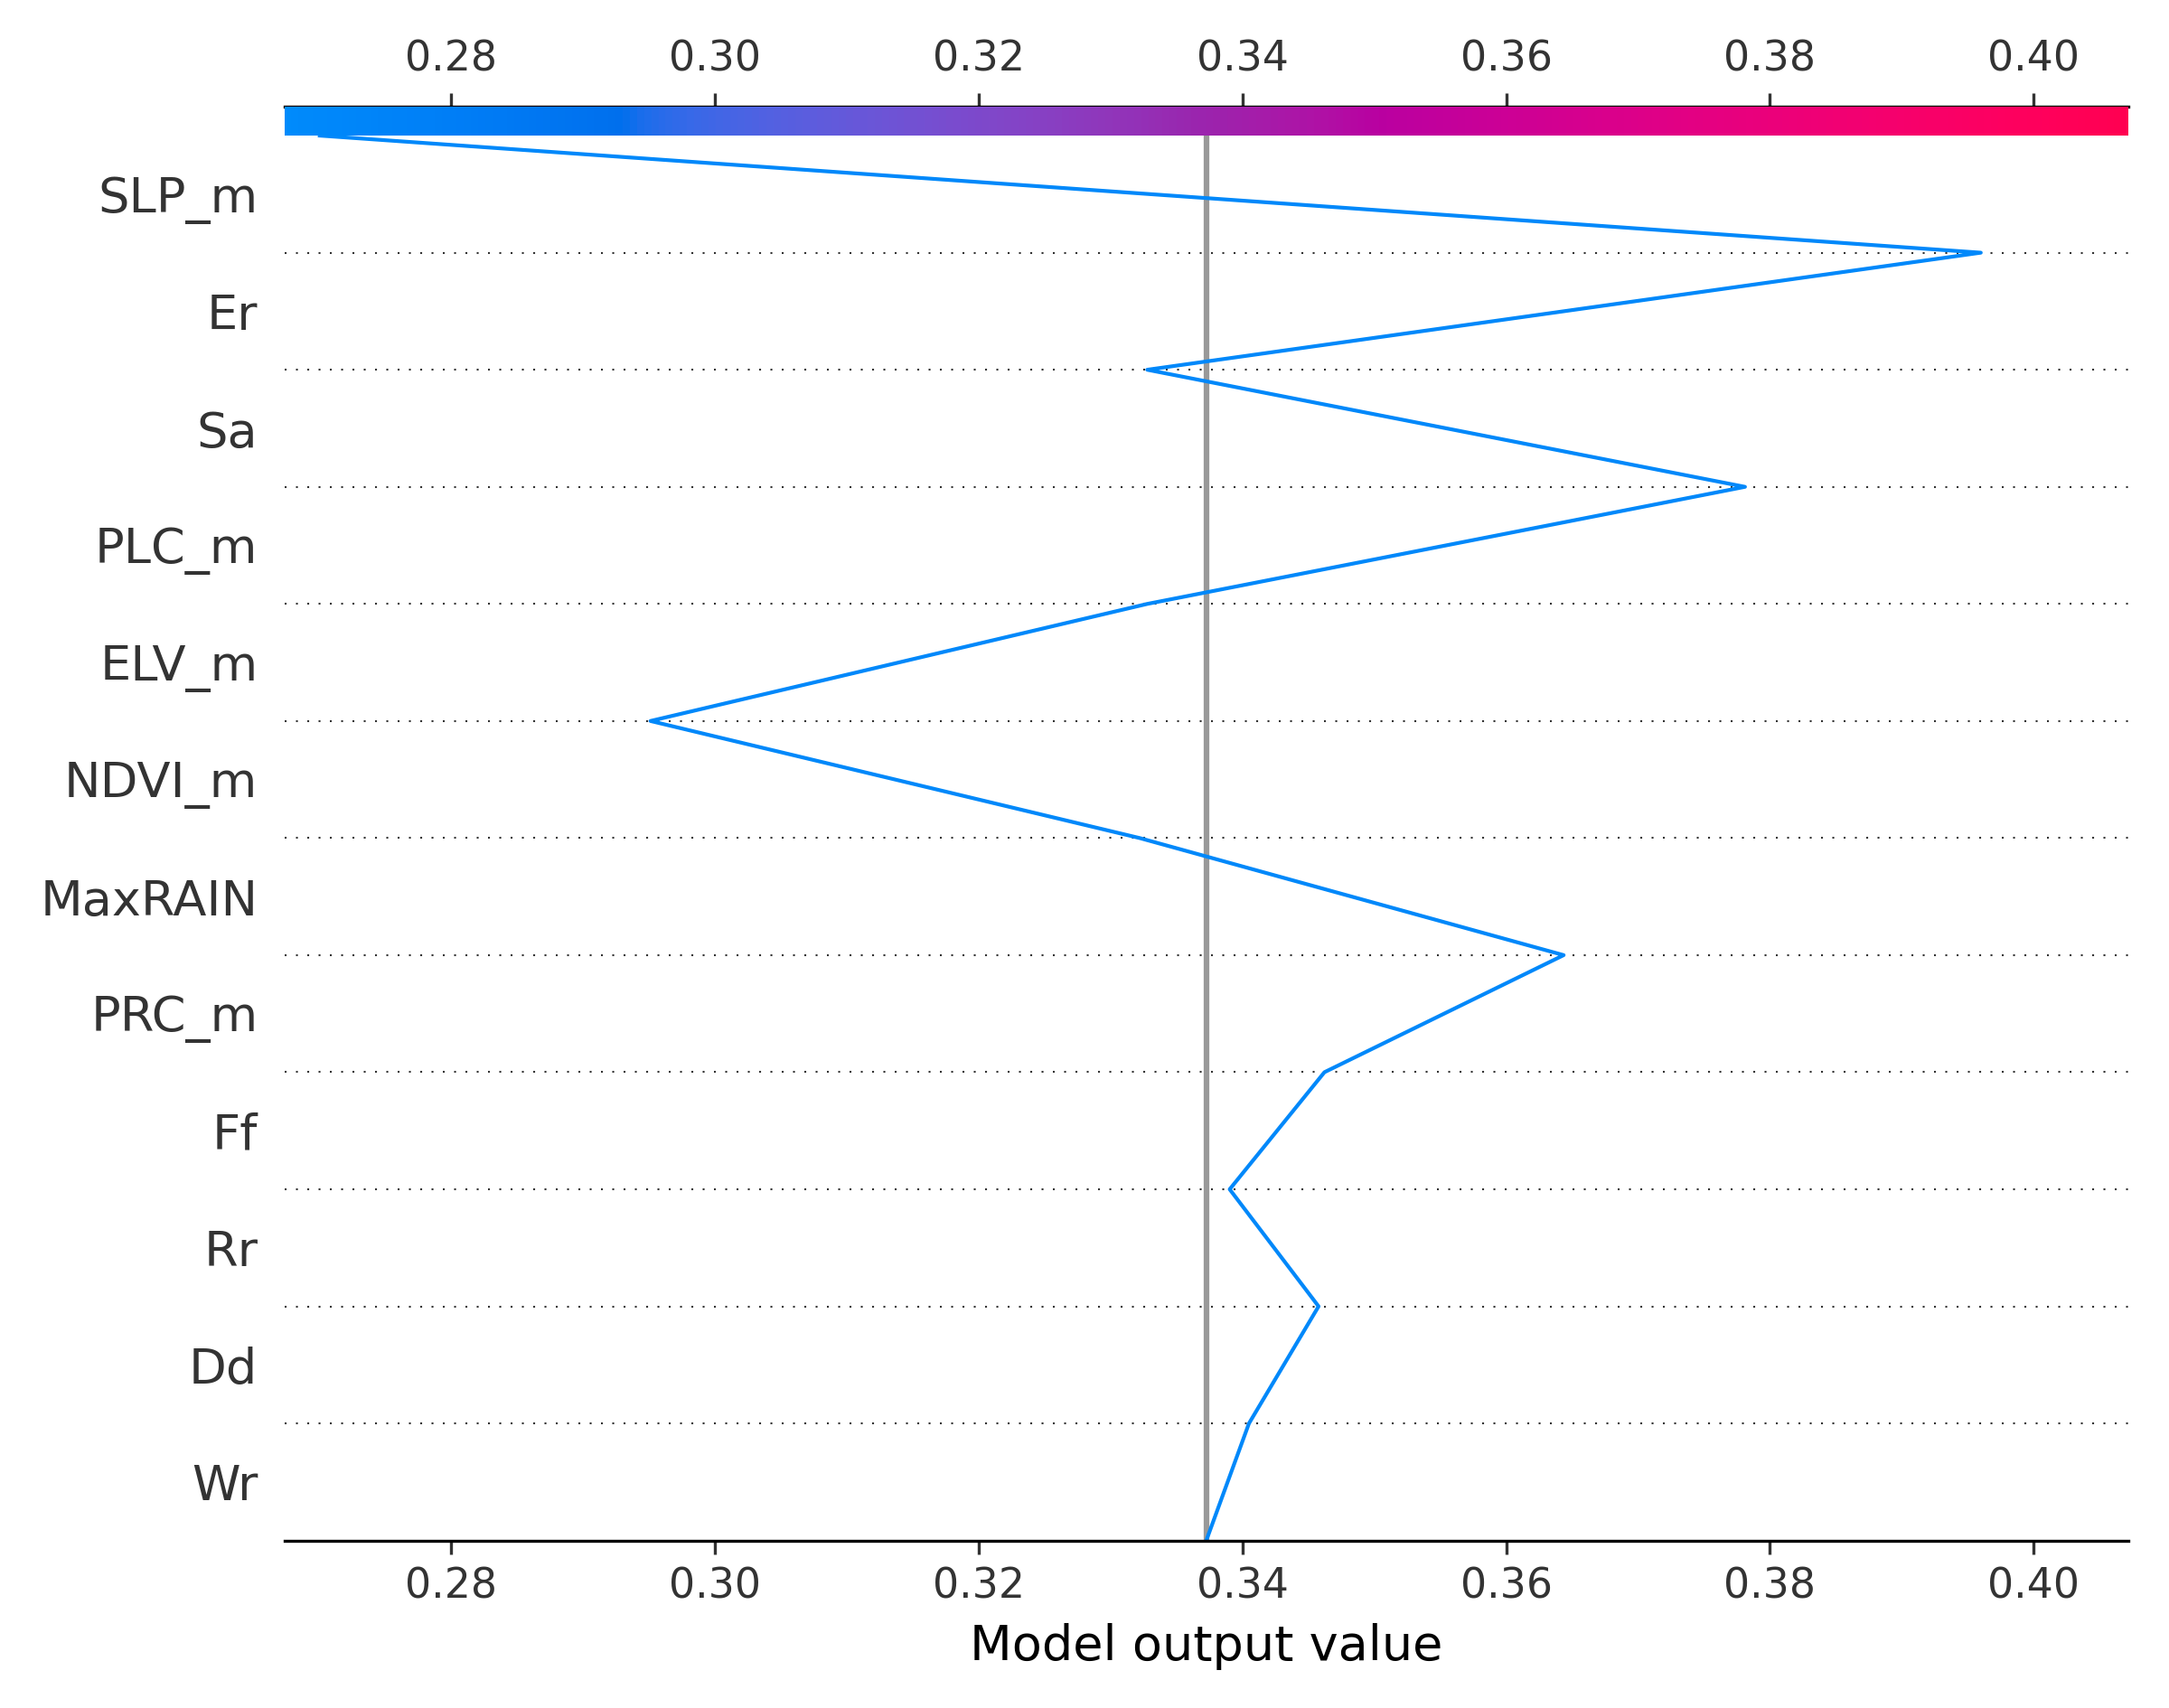 0.28 0.30 0.32 0.34 0.36 0.38 0.40
SLP_m
Er
Sa
PLC_m
ELV_m
NDVI_m
MaxRAIN
PRC_m
Ff
Rr
Dd
Wr
0.28 0.30 0.32 0.34 0.36 0.38 0.40
Model output value